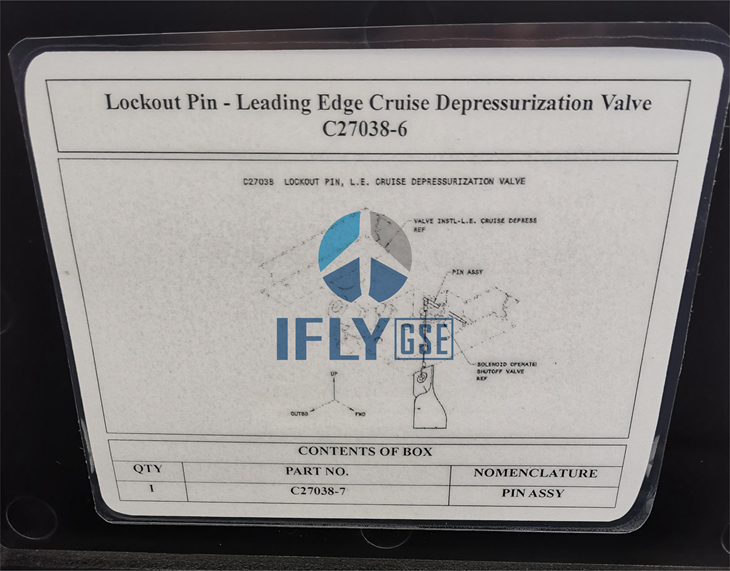 Lockout Pin - Leading Edge Cruise Depressurization Valve
C27038-6
C27038 LOCKOUT PIN, L.E. CRUISE DEPRESSURIZATION VALVE
VALVE INSTL-L.E. CRUISE DEPRESS
REF
PIN ASSY
IFLY GSE
SOLENOID OPERATED
SHUTOFF VALVE
REF
UP
OUTBD
FWD
CONTENTS OF BOX
QTY PART NO. NOMENCLATURE
1 C27038-7 PIN ASSY